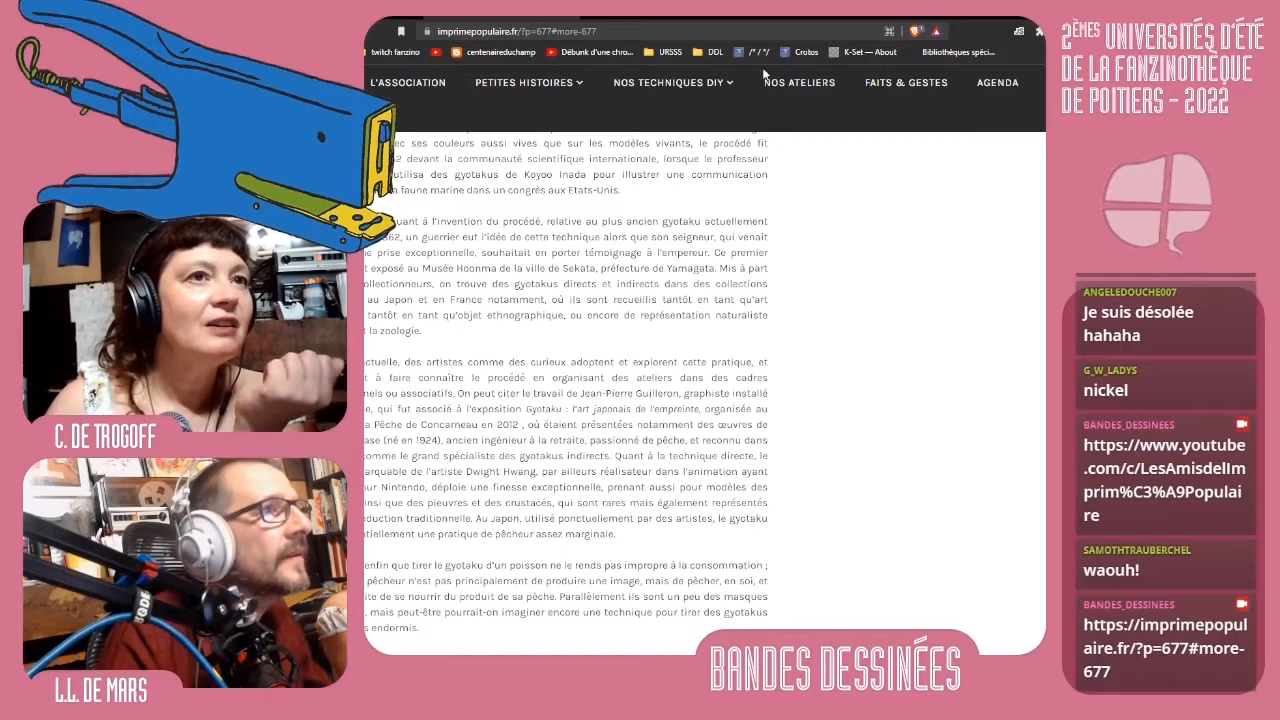 imprimepopulaire.fr/?p=677#more-677
twitch fanzino
centenaireduchamp
Débunk d'une chro...
URSSS
DDL
/* */
Crotos
K-Set — About
Bibliothèques spéci...
L'ASSOCIATION
PETITES HISTOIRES
NOS TECHNIQUES DIY
NOS ATELIERS
FAITS & GESTES
AGENDA
ses couleurs aussi vives que sur les modèles vivants, le procédé fit
devant la communauté scientifique internationale, lorsque le professeur
utilisa des gyotakus de Koyoo Inada pour illustrer une communication
la faune marine dans un congrès aux Etats-Unis.
à l'invention du procédé, relative au plus ancien gyotaku actuellement
un guerrier eut l'idée de cette technique alors que son seigneur, qui venait
prise exceptionnelle, souhaitait en porter témoignage à l'empereur. Ce premier
exposé au Musée Hoonma de la ville de Sekata, préfecture de Yamagata. Mis à part
collectionneurs, on trouve des gyotakus directs et indirects dans des collections
au Japon et en France notamment, où ils sont recueillis tantôt en tant qu'art
tantôt en tant qu'objet ethnographique, ou encore de représentation naturaliste
la zoologie.
des artistes comme des curieux adoptent et explorent cette pratique, et
à faire connaître le procédé en organisant des ateliers dans des cadres
ou associatifs. On peut citer le travail de Jean-Pierre Guilleron, graphiste installé
qui fut associé à l'exposition Gyotaku : l'art japonais de l'empreinte, organisée au
la Pêche de Concarneau en 2012 , où étaient présentées notamment des œuvres de
(né en 1924), ancien ingénieur à la retraite, passionné de pêche, et reconnu dans
comme le grand spécialiste des gyotakus indirects. Quant à la technique directe, le
de l'artiste Dwight Hwang, par ailleurs réalisateur dans l'animation ayant
Nintendo, déploie une finesse exceptionnelle, prenant aussi pour modèles des
que des pieuvres et des crustacés, qui sont rares mais également représentés
traditionnelle. Au Japon, utilisé ponctuellement par des artistes, le gyotaku
une pratique de pêcheur assez marginale.
enfin que tirer le gyotaku d'un poisson ne le rends pas impropre à la consommation ;
pêcheur n'est pas principalement de produire une image, mais de pêcher, en soi, et
de se nourrir du produit de sa pêche. Parallèlement ils sont un peu des masques
mais peut-être pourrait-on imaginer encore une technique pour tirer des gyotakus
endormis.
C. DE TROGOFF
L.L. DE MARS
BANDES DESSINÉES
2ÈMES UNIVERSITÉS D'ÉTÉ
DE LA FANZINOTHÈQUE
DE POITIERS - 2022
ANGELEDOUCHE007
Je suis désolée
hahaha
G_W_LADYS
nickel
BANDES_DESSINEES
https://www.youtube
.com/c/LesAmisdelIm
prim%C3%A9Populai
re
SAMOTHTRAUBERCHEL
waouh!
BANDES_DESSINEES
https://imprimepopul
aire.fr/?p=677#more-
677